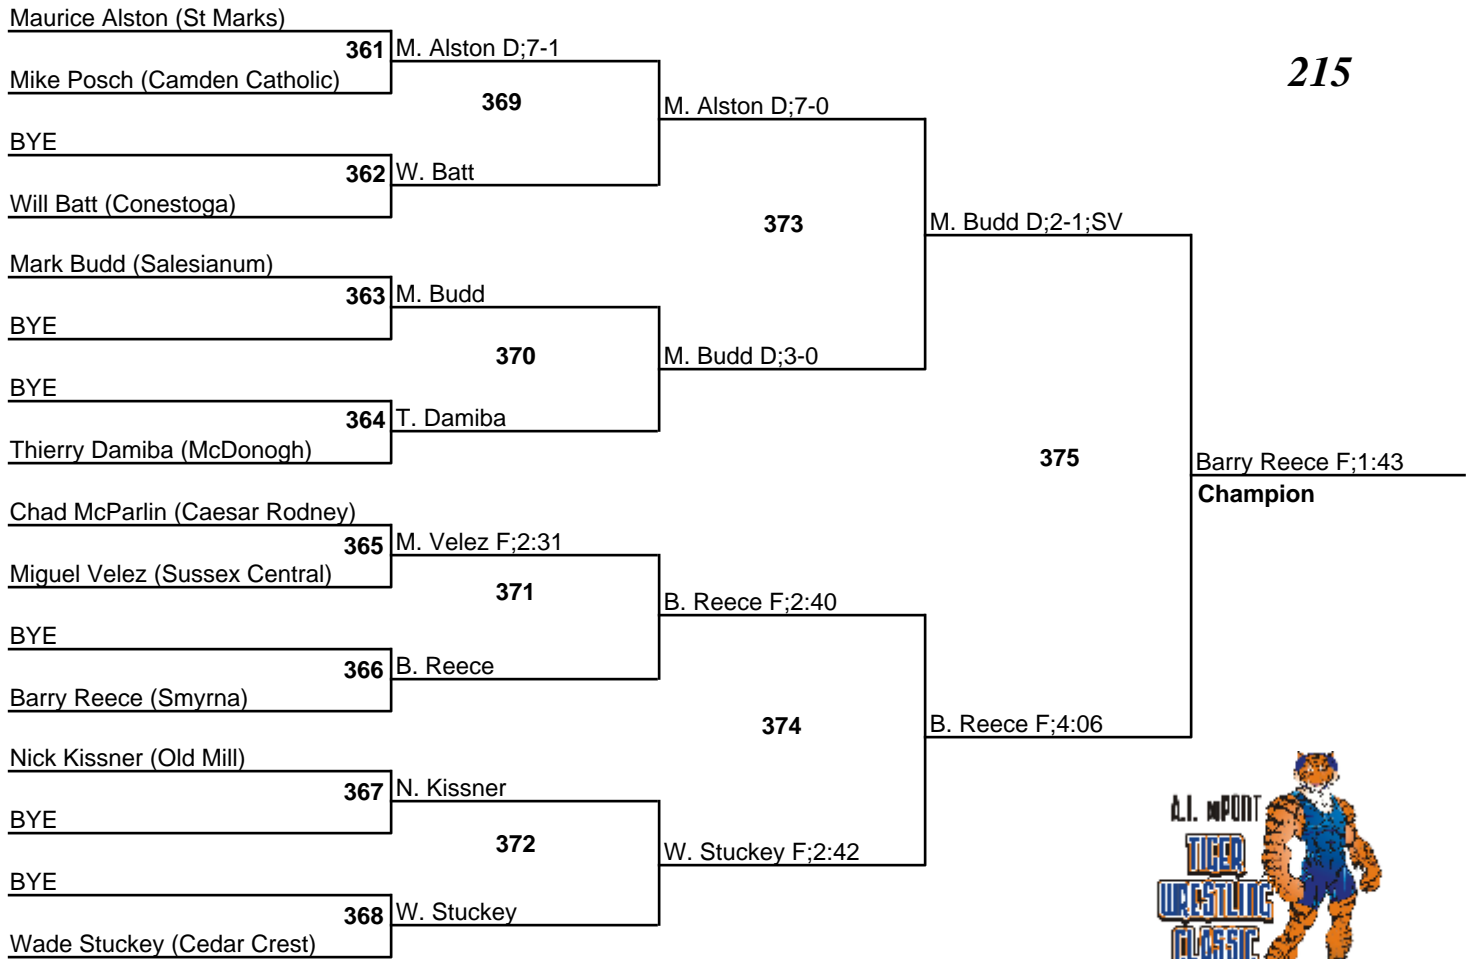 Maurice Alston (St Marks)
361 M. Alston D;7-1
215
Mike Posch (Camden Catholic)
369
M. Alston D;7-0
BYE
362 W. Batt
Will Batt (Conestoga)
373
M. Budd D;2-1;SV
Mark Budd (Salesianum)
363 M. Budd
BYE
370
M. Budd D;3-0
BYE
364 T. Damiba
Thierry Damiba (McDonogh)
375
Barry Reece F;1:43
Champion
Chad McParlin (Caesar Rodney)
365 M. Velez F;2:31
Miguel Velez (Sussex Central)
371
B. Reece F;2:40
BYE
366 B. Reece
Barry Reece (Smyrna)
374
B. Reece F;4:06
Nick Kissner (Old Mill)
367 N. Kissner
BYE
372
W. Stuckey F;2:42
BYE
368 W. Stuckey
Wade Stuckey (Cedar Crest)
A.I. duPONT
TIGER
WRESTLING
CLASSIC